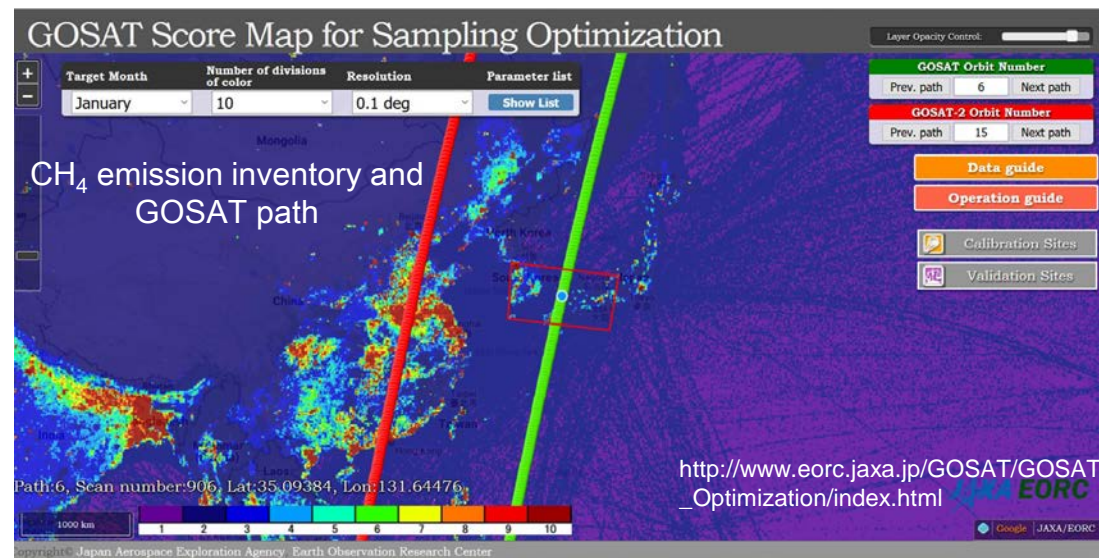 GOSAT Score Map for Sampling Optimization
Layer Opacity Control:
+
−
Target Month
Number of divisions of color
Resolution
Parameter list
January
10
0.1 deg
Show List
GOSAT Orbit Number
Prev. path 6 Next path
GOSAT-2 Orbit Number
Prev. path 15 Next path
Data guide
Operation guide
Calibration Sites
Validation Sites
Mongolia
CH₄ emission inventory and
GOSAT path
North Korea
China
India
Laos
Path:6, Scan number:906, Lat:35.09384, Lon:131.64476
http://www.eorc.jaxa.jp/GOSAT/GOSAT
_Optimization/index.html
EORC
1000 km
1 2 3 4 5 6 7 8 9 10
Google JAXA/EORC
Copyright© Japan Aerospace Exploration Agency Earth Observation Research Center